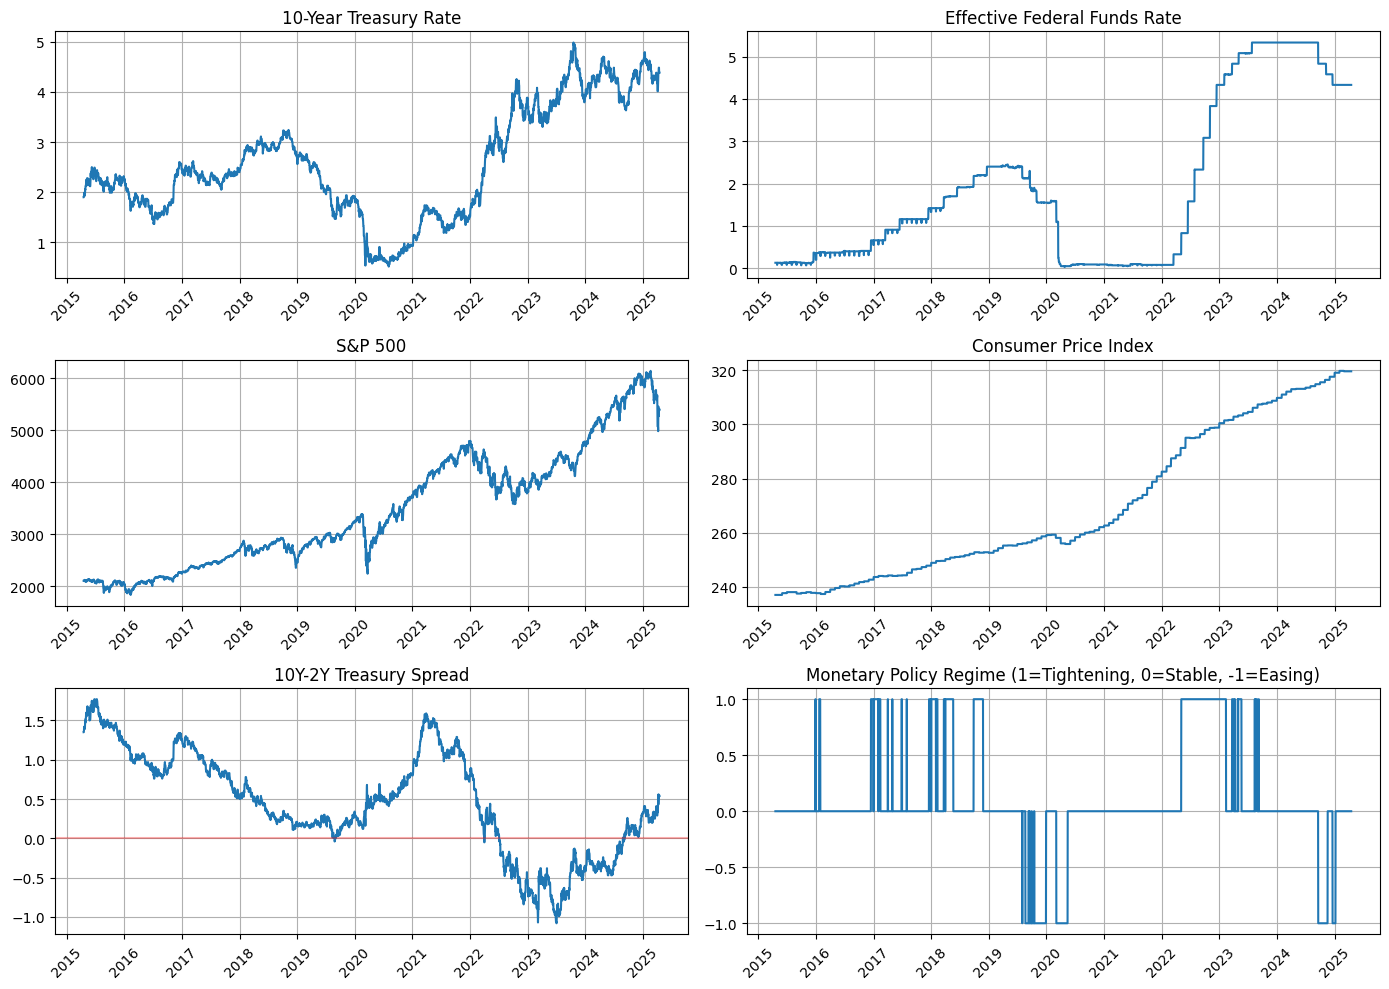 10-Year Treasury Rate
5
4
3
2
1
2015 2016 2017 2018 2019 2020 2021 2022 2023 2024 2025
Effective Federal Funds Rate
5
4
3
2
1
0
2015 2016 2017 2018 2019 2020 2021 2022 2023 2024 2025
S&P 500
6000
5000
4000
3000
2000
2015 2016 2017 2018 2019 2020 2021 2022 2023 2024 2025
Consumer Price Index
320
300
280
260
240
2015 2016 2017 2018 2019 2020 2021 2022 2023 2024 2025
10Y-2Y Treasury Spread
1.5
1.0
0.5
0.0
−0.5
−1.0
2015 2016 2017 2018 2019 2020 2021 2022 2023 2024 2025
Monetary Policy Regime (1=Tightening, 0=Stable, -1=Easing)
1.0
0.5
0.0
−0.5
−1.0
2015 2016 2017 2018 2019 2020 2021 2022 2023 2024 2025